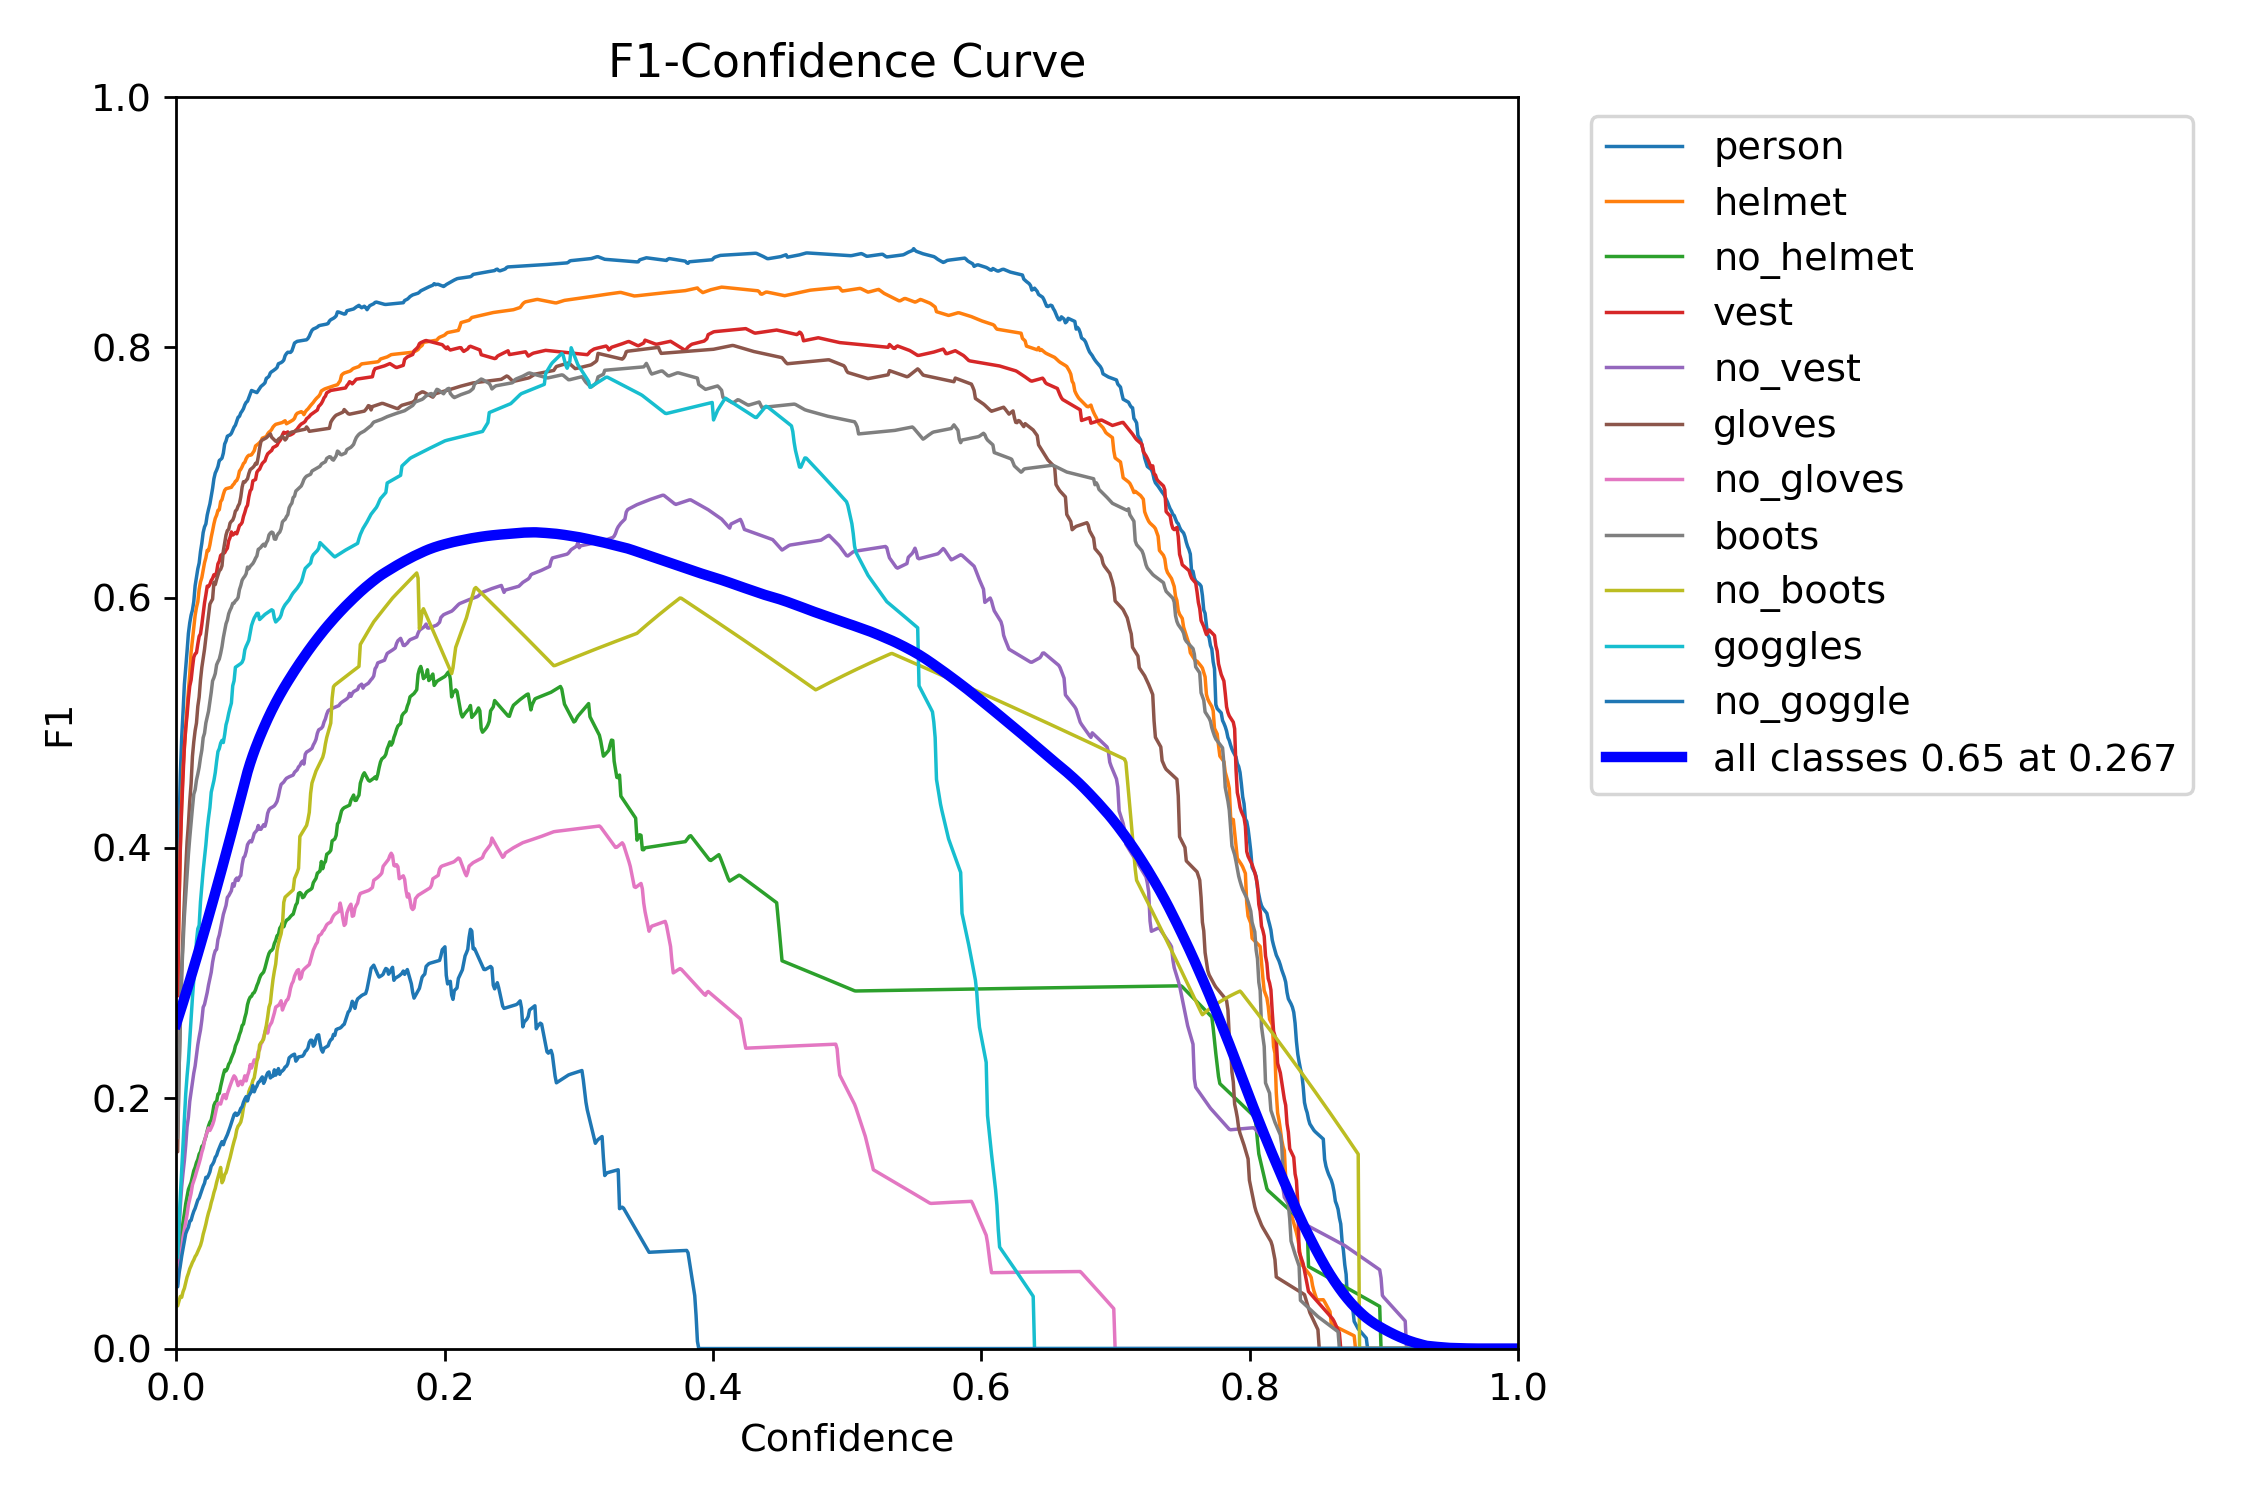 F1-Confidence Curve
1.0
0.8
0.6
0.4
0.2
0.0
F1
0.0 0.2 0.4 0.6 0.8 1.0
Confidence
person
helmet
no_helmet
vest
no_vest
gloves
no_gloves
boots
no_boots
goggles
no_goggle
all classes 0.65 at 0.267